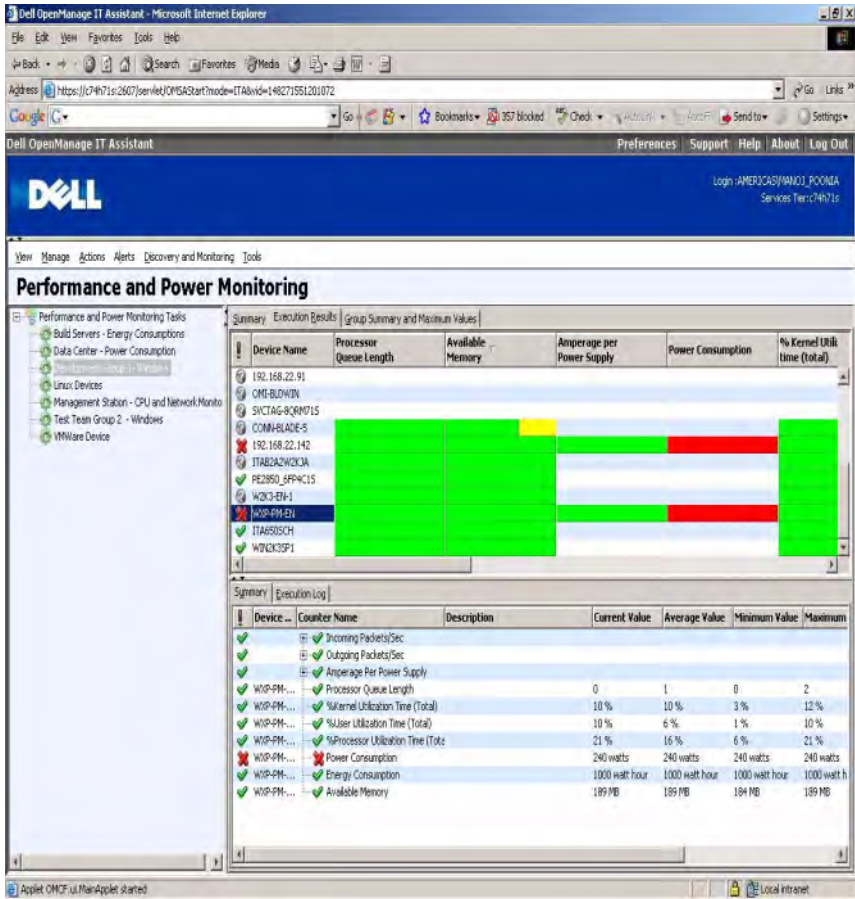 Dell OpenManage IT Assistant - Microsoft Internet Explorer
File Edit View Favorites Tools Help
Back Search Favorites Media
Address https://c74h71s:2607/servlet/OMSAStart?mode=ITA&vid=148271551201072 Go Links
Google G Go Bookmarks 357 blocked Check AutoFill Send to Settings
Dell OpenManage IT Assistant Preferences Support Help About Log Out
Login :AMERICAS\MANOJ_POONIA
Services Tier:c74h71s
DELL
View Manage Actions Alerts Discovery and Monitoring Tools
Performance and Power Monitoring
Performance and Power Monitoring Tasks
Build Servers - Energy Consumptions
Data Center - Power Consumption
Development Group 1 - Windows
Linux Devices
Management Station - CPU and Network Monito
Test Team Group 2 - Windows
VMWare Device
Summary Execution Results Group Summary and Maximum Values
! Device Name Processor Queue Length Available Memory Amperage per Power Supply Power Consumption % Kernel Utiliz time (total)
192.168.22.91
OMI-BLDWIN
SVCTAG-8QRM71S
CONN-BLADE-5
192.168.22.142
ITAB2A2W2KJA
PE2850_6FP4C1S
W2K3-EN-1
WXP-PM-EN
ITA650SCH
WIN2K3SP1
Summary Execution Log
! Device ... Counter Name Description Current Value Average Value Minimum Value Maximum
Incoming Packets/Sec
Outgoing Packets/Sec
Amperage Per Power Supply
WXP-PM-... Processor Queue Length 0 1 0 2
WXP-PM-... %Kernel Utilization Time (Total) 10 % 10 % 3 % 12 %
WXP-PM-... %User Utilization Time (Total) 10 % 6 % 1 % 10 %
WXP-PM-... %Processor Utilization Time (Tota 21 % 16 % 6 % 21 %
WXP-PM-... Power Consumption 240 watts 240 watts 240 watts 240 watts
WXP-PM-... Energy Consumption 1000 watt hour 1000 watt hour 1000 watt hour 1000 watt h
WXP-PM-... Available Memory 189 MB 189 MB 184 MB 189 MB
Applet OMCF.ui.MainApplet started Local intranet